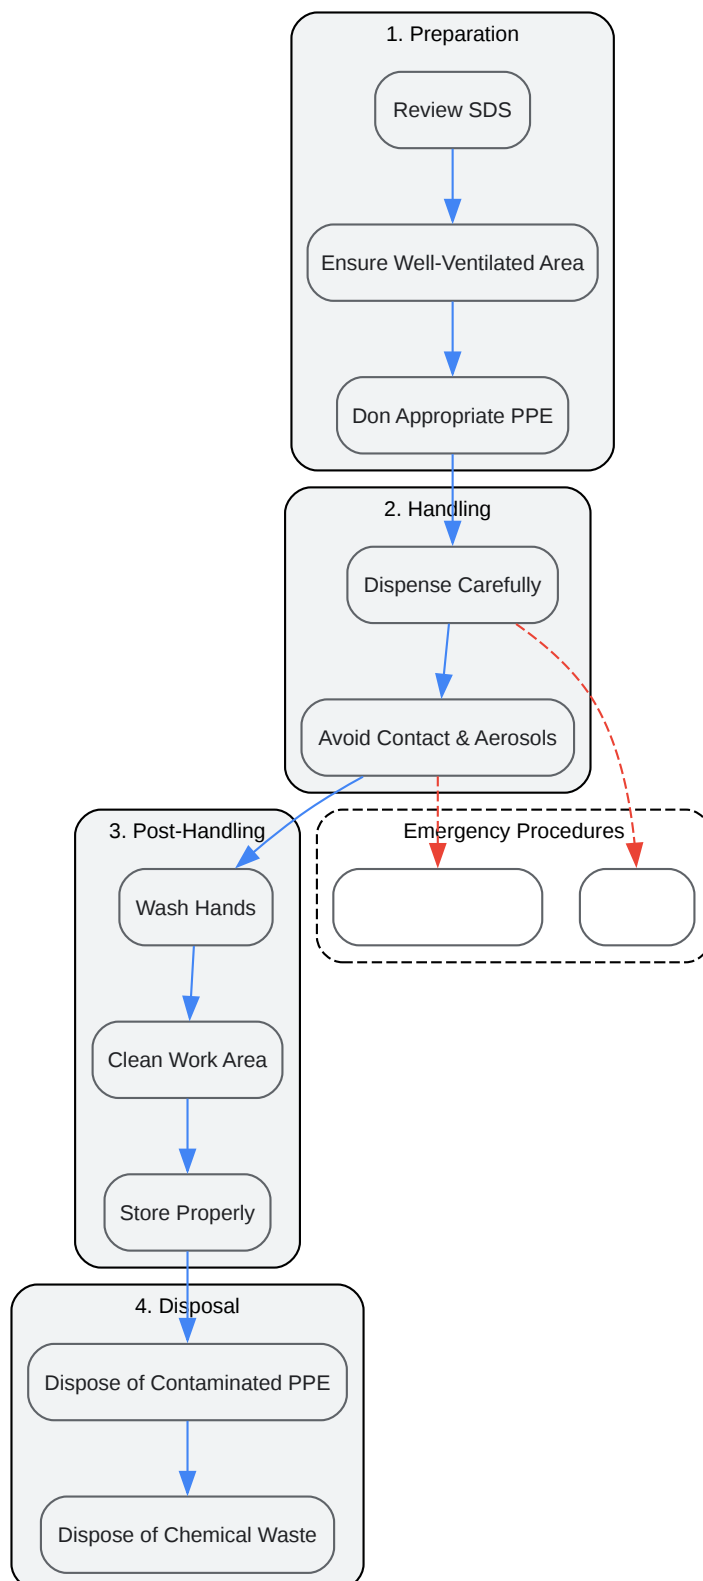 1. Preparation
Review SDS
Ensure Well-Ventilated Area
Don Appropriate PPE
2. Handling
Dispense Carefully
Avoid Contact & Aerosols
3. Post-Handling
Emergency Procedures
Wash Hands
Clean Work Area
Store Properly
4. Disposal
Dispose of Contaminated PPE
Dispose of Chemical Waste